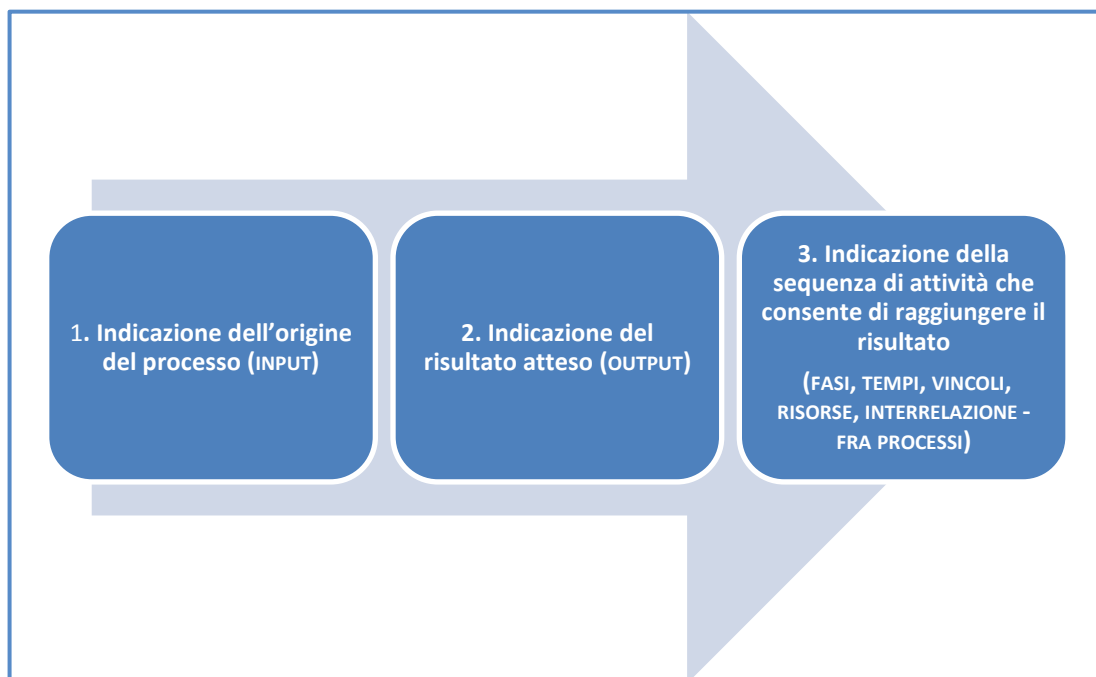 1. Indicazione dell’origine
del processo (INPUT)
2. Indicazione del
risultato atteso (OUTPUT)
3. Indicazione della
sequenza di attività che
consente di raggiungere il
risultato
(FASI, TEMPI, VINCOLI,
RISORSE, INTERRELAZIONE -
FRA PROCESSI)